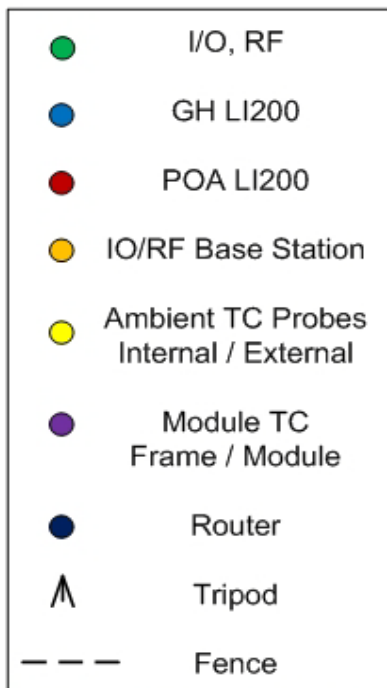 I/O, RF
GH LI200
POA LI200
IO/RF Base Station
Ambient TC Probes
Internal / External
Module TC
Frame / Module
Router
Tripod
Fence